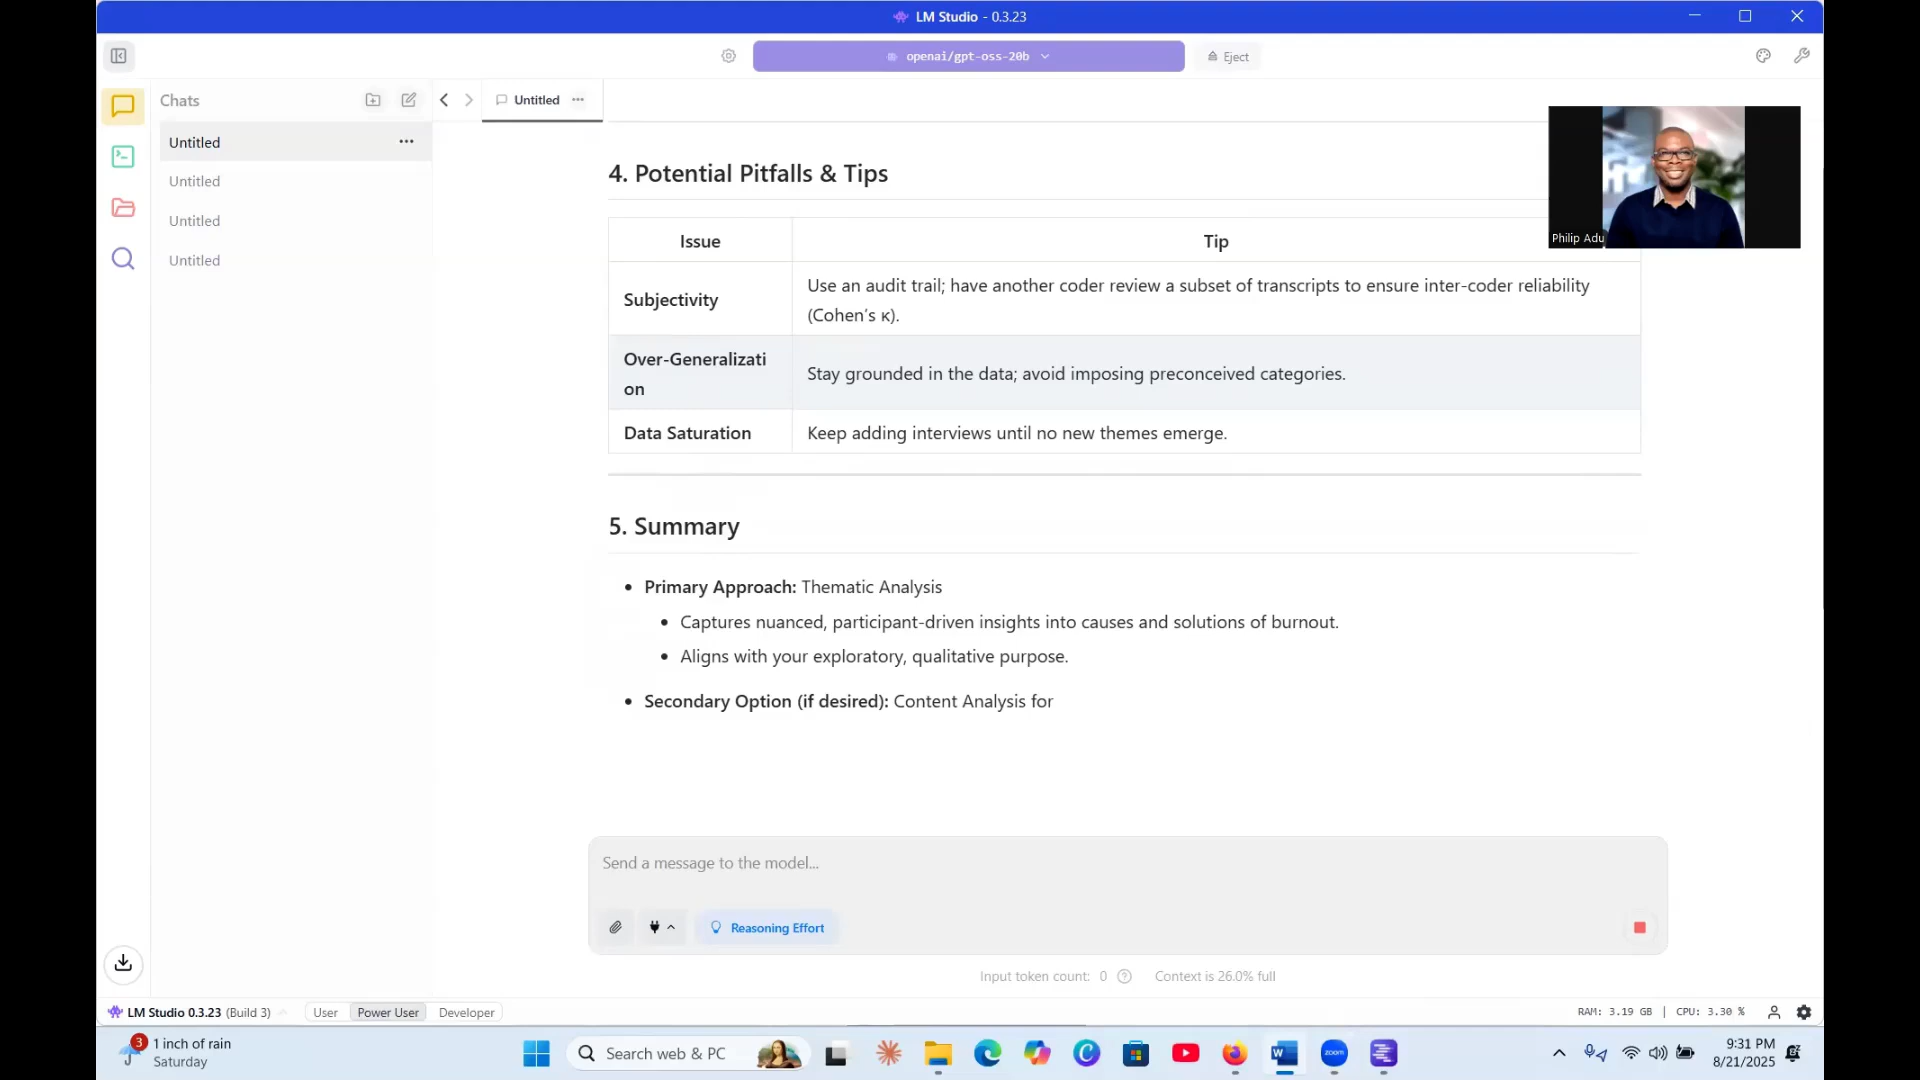 LM Studio - 0.3.23
openai/gpt-oss-20b
Eject
Chats
Untitled
Untitled
Untitled
Untitled
Untitled
4. Potential Pitfalls & Tips
Issue Tip
Subjectivity Use an audit trail; have another coder review a subset of transcripts to ensure inter-coder reliability
(Cohen's κ).
Over-Generalizati
on
Stay grounded in the data; avoid imposing preconceived categories.
Data Saturation Keep adding interviews until no new themes emerge.
Philip Adu
5. Summary
• Primary Approach: Thematic Analysis
• Captures nuanced, participant-driven insights into causes and solutions of burnout.
• Aligns with your exploratory, qualitative purpose.
• Secondary Option (if desired): Content Analysis for
Send a message to the model...
Reasoning Effort
Input token count: 0 ? Context is 26.0% full
LM Studio 0.3.23 (Build 3) User Power User Developer
RAM: 3.19 GB | CPU: 3.30 %
3
1 inch of rain
Saturday
Search web & PC
zoom
9:31 PM
8/21/2025